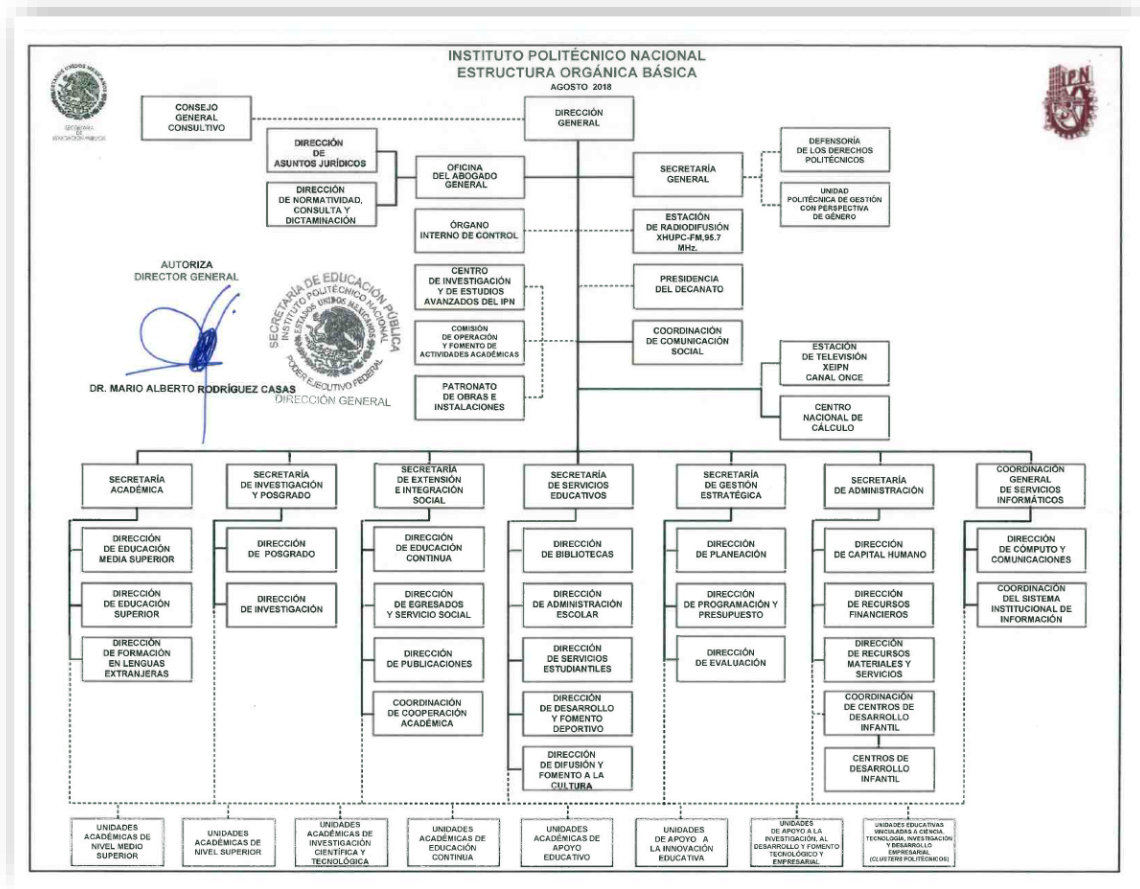 INSTITUTO POLITÉCNICO NACIONAL
ESTRUCTURA ORGÁNICA BÁSICA
AGOSTO 2018
IPN
CONSEJO
GENERAL
CONSULTIVO
DIRECCIÓN
GENERAL
DIRECCIÓN
DE
ASUNTOS JURÍDICOS
DIRECCIÓN
DE NORMATIVIDAD,
CONSULTA Y
DICTAMINACIÓN
OFICINA
DEL ABOGADO
GENERAL
SECRETARÍA
GENERAL
DEFENSORÍA
DE LOS DERECHOS
POLITÉCNICOS
UNIDAD
POLITÉCNICA DE GESTIÓN
CON PERSPECTIVA
DE GÉNERO
ÓRGANO
INTERNO DE CONTROL
ESTACIÓN
DE RADIODIFUSIÓN
XHUPC-FM,95.7
MHz.
CENTRO
DE INVESTIGACIÓN
Y DE ESTUDIOS
AVANZADOS DEL IPN
PRESIDENCIA
DEL DECANATO
COMISIÓN
DE OPERACIÓN
Y FOMENTO DE
ACTIVIDADES ACADÉMICAS
COORDINACIÓN
DE COMUNICACIÓN
SOCIAL
PATRONATO
DE OBRAS E
INSTALACIONES
ESTACIÓN
DE TELEVISIÓN
XEIPN
CANAL ONCE
CENTRO
NACIONAL DE
CÁLCULO
AUTORIZA
DIRECTOR GENERAL
DR. MARIO ALBERTO RODRÍGUEZ CASAS
SECRETARÍA DE EDUCACIÓN PÚBLICA
INSTITUTO POLITÉCNICO NACIONAL
ESTADOS UNIDOS MEXICANOS
PODER EJECUTIVO FEDERAL
DIRECCIÓN GENERAL
SECRETARÍA
ACADÉMICA
DIRECCIÓN
DE EDUCACIÓN
MEDIA SUPERIOR
DIRECCIÓN
DE EDUCACIÓN
SUPERIOR
DIRECCIÓN
DE FORMACIÓN
EN LENGUAS
EXTRANJERAS
SECRETARÍA
DE INVESTIGACIÓN
Y POSGRADO
DIRECCIÓN
DE POSGRADO
DIRECCIÓN
DE INVESTIGACIÓN
SECRETARÍA
DE EXTENSIÓN
E INTEGRACIÓN
SOCIAL
DIRECCIÓN
DE EDUCACIÓN
CONTINUA
DIRECCIÓN
DE EGRESADOS
Y SERVICIO SOCIAL
DIRECCIÓN
DE PUBLICACIONES
COORDINACIÓN
DE COOPERACIÓN
ACADÉMICA
SECRETARÍA
DE SERVICIOS
EDUCATIVOS
DIRECCIÓN
DE BIBLIOTECAS
DIRECCIÓN
DE ADMINISTRACIÓN
ESCOLAR
DIRECCIÓN
DE SERVICIOS
ESTUDIANTILES
DIRECCIÓN
DE DESARROLLO
Y FOMENTO
DEPORTIVO
DIRECCIÓN
DE DIFUSIÓN Y
FOMENTO A LA
CULTURA
SECRETARÍA
DE GESTIÓN
ESTRATÉGICA
DIRECCIÓN
DE PLANEACIÓN
DIRECCIÓN
DE PROGRAMACIÓN Y
PRESUPUESTO
DIRECCIÓN
DE EVALUACIÓN
SECRETARÍA
DE ADMINISTRACIÓN
DIRECCIÓN
DE CAPITAL HUMANO
DIRECCIÓN
DE RECURSOS
FINANCIEROS
DIRECCIÓN
DE RECURSOS
MATERIALES Y
SERVICIOS
COORDINACIÓN
DE CENTROS DE
DESARROLLO
INFANTIL
CENTROS DE
DESARROLLO
INFANTIL
COORDINACIÓN
GENERAL
DE SERVICIOS
INFORMÁTICOS
DIRECCIÓN
DE CÓMPUTO Y
COMUNICACIONES
COORDINACIÓN
DEL SISTEMA
INSTITUCIONAL DE
INFORMACIÓN
UNIDADES
ACADÉMICAS DE
NIVEL MEDIO
SUPERIOR
UNIDADES
ACADÉMICAS DE
NIVEL SUPERIOR
UNIDADES
ACADÉMICAS DE
INVESTIGACIÓN
CIENTÍFICA Y
TECNOLÓGICA
UNIDADES
ACADÉMICAS DE
EDUCACIÓN
CONTINUA
UNIDADES
ACADÉMICAS DE
APOYO
EDUCATIVO
UNIDADES
DE APOYO A
LA INNOVACIÓN
EDUCATIVA
UNIDADES
DE APOYO A LA
INVESTIGACIÓN, AL
DESARROLLO Y FOMENTO
TECNOLÓGICO Y
EMPRESARIAL
UNIDADES EDUCATIVAS
VINCULADAS A CIENCIA,
TECNOLOGÍA, INVESTIGACIÓN
Y DESARROLLO
EMPRESARIAL
(CLUSTERS POLITÉCNICOS)